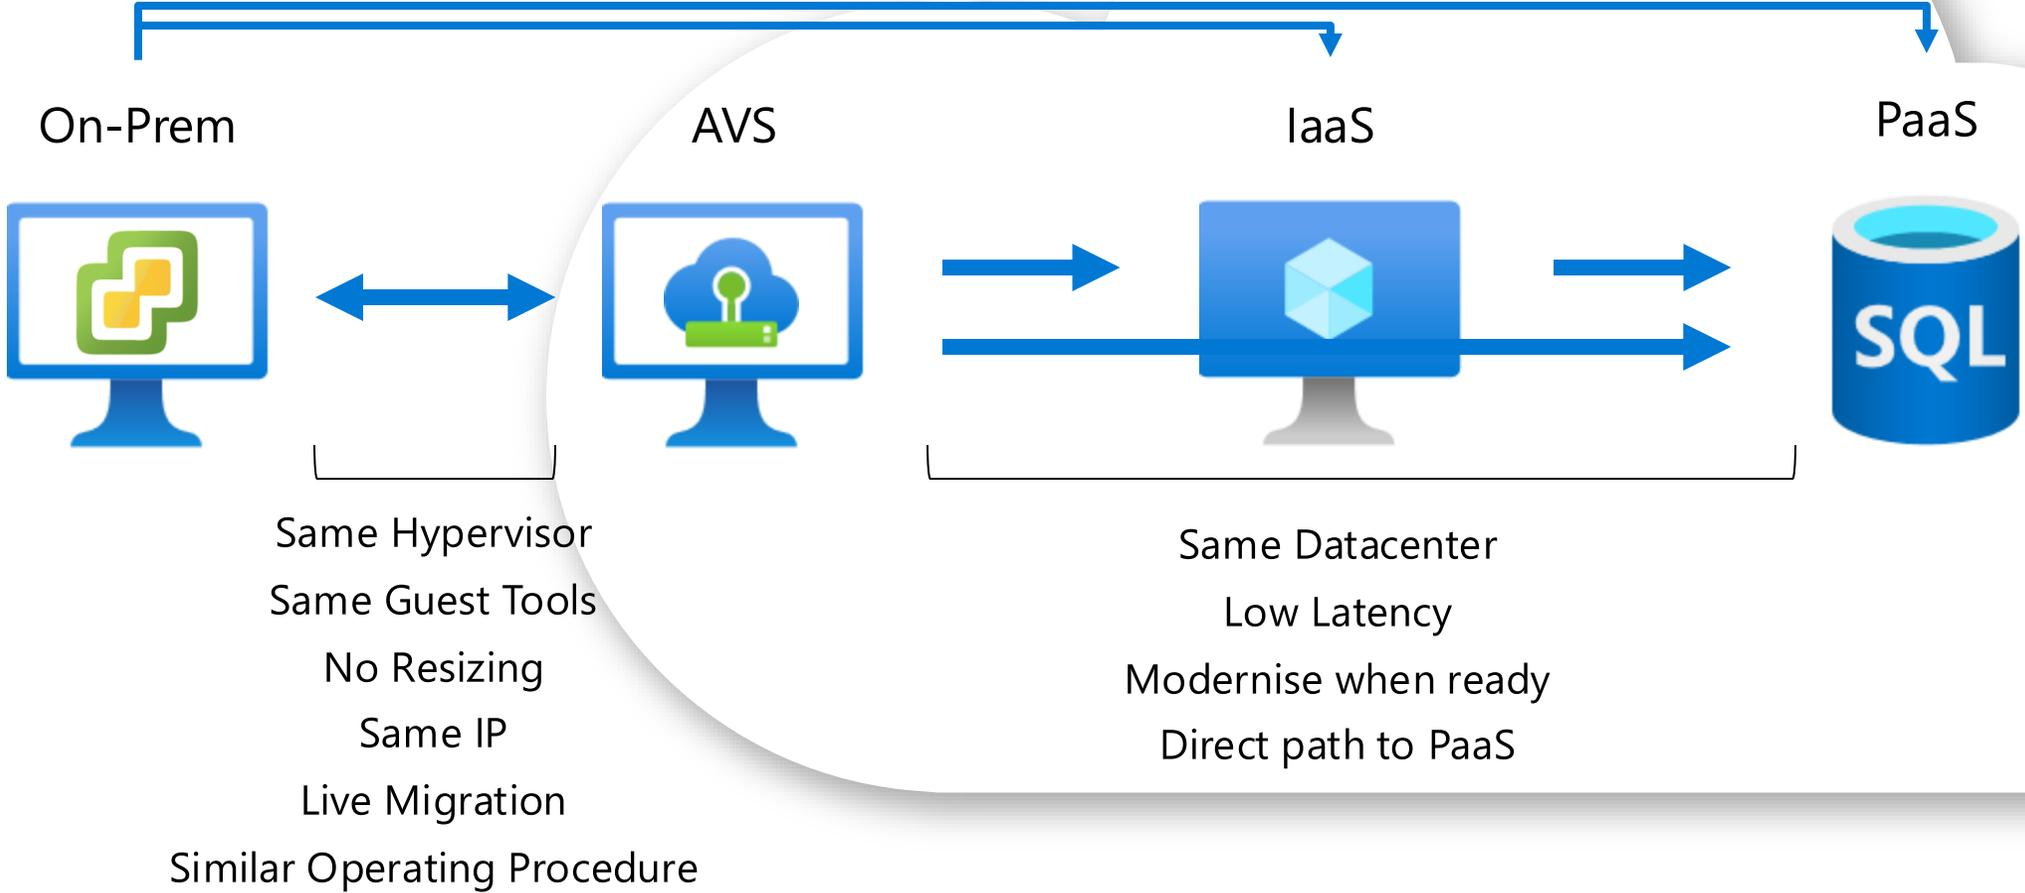 On-Prem
AVS
IaaS
PaaS
SQL
Same Hypervisor
Same Guest Tools
No Resizing
Same IP
Live Migration
Similar Operating Procedure
Same Datacenter
Low Latency
Modernise when ready
Direct path to PaaS